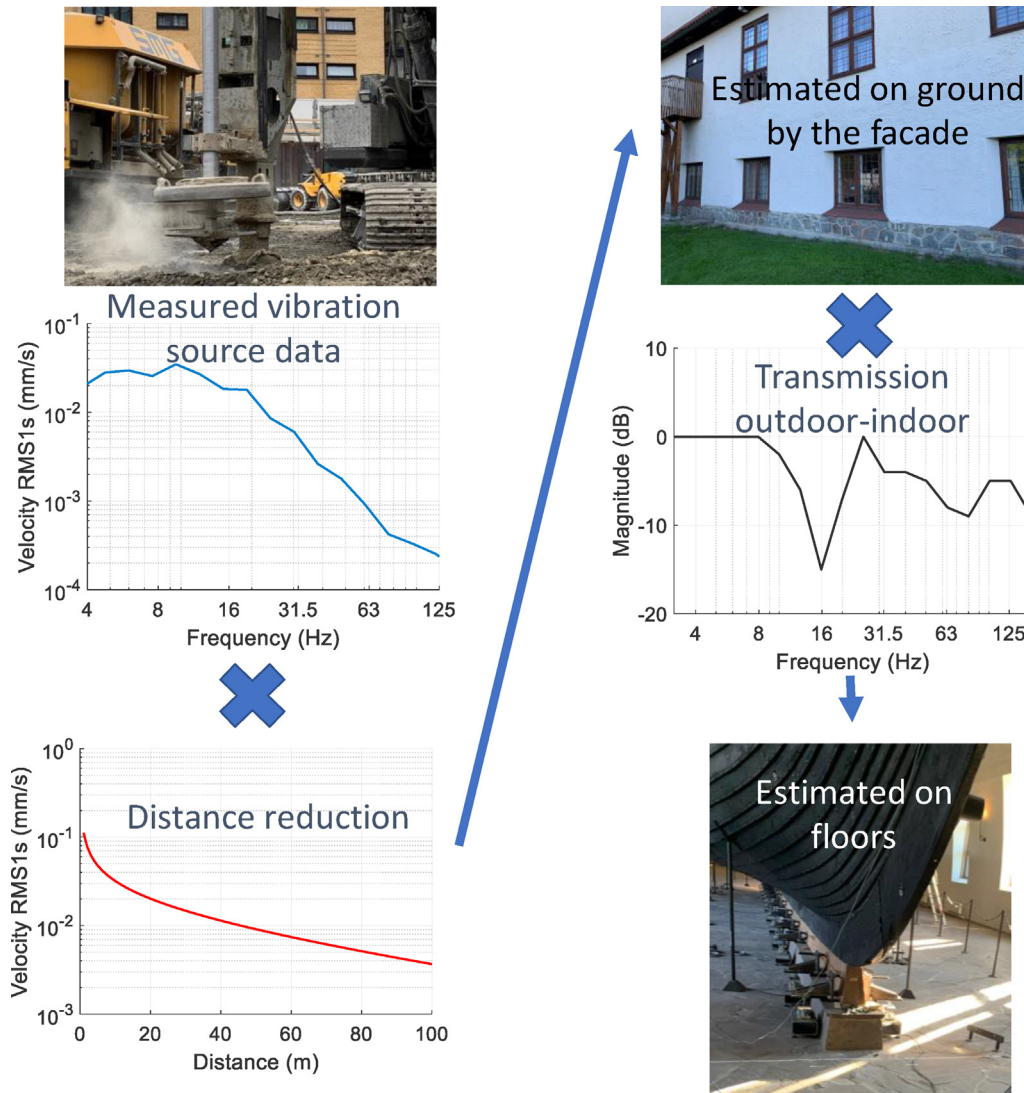 SMG
Measured vibration
source data
10-1
10-2
10-3
10-4
Velocity RMS1s (mm/s)
4 8 16 31.5 63 125
Frequency (Hz)
100
10-1
10-2
10-3
Velocity RMS1s (mm/s)
Distance reduction
0 20 40 60 80 100
Distance (m)
Estimated on ground
by the facade
10
0
-10
-20
Magnitude (dB)
Transmission
outdoor-indoor
4 8 16 31.5 63 125
Frequency (Hz)
Estimated on
floors